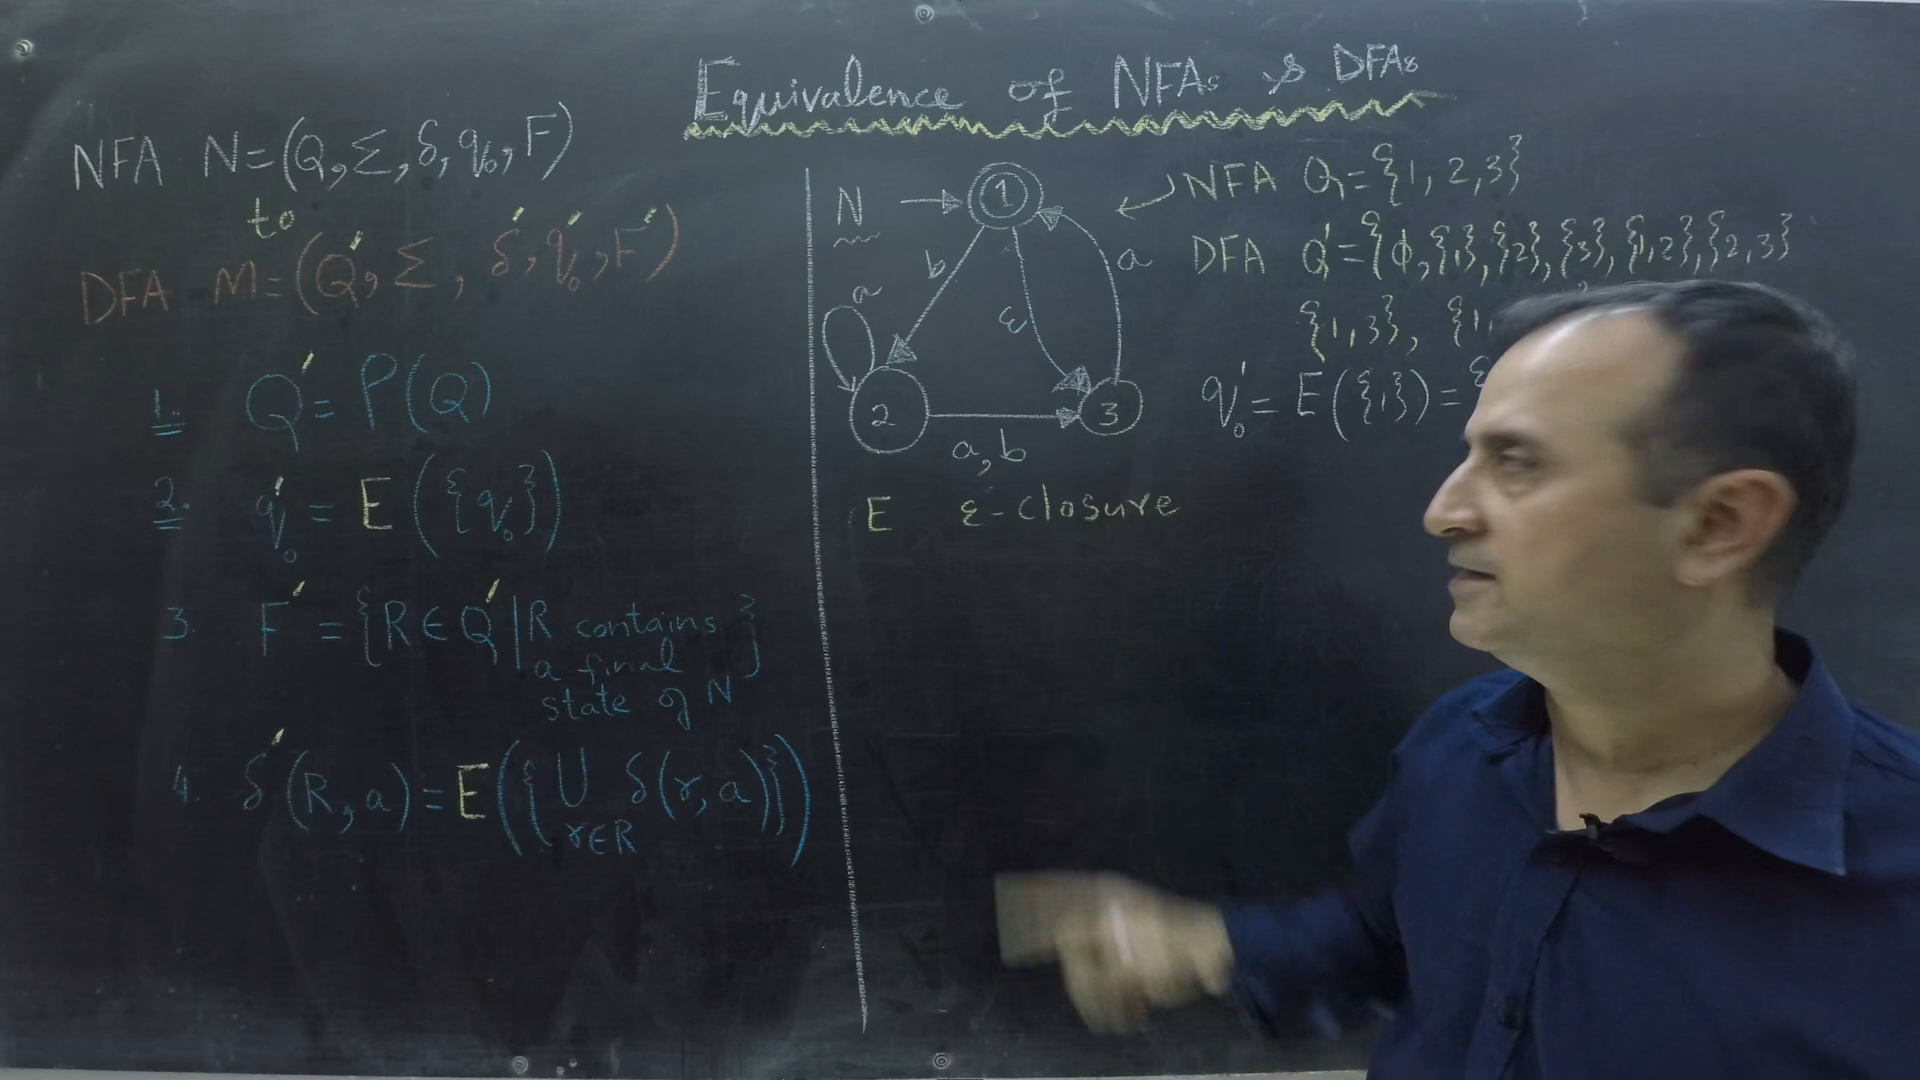 Equivalence of NFAs & DFAs
NFA N=(Q, Σ, δ, q₀, F)
to
DFA M=(Q', Σ, δ', q₀', F')
1. Q' = P(Q)
2. q₀' = E({q₀})
3. F' = {R ∈ Q' | R contains
a final
state of N}
4. δ'(R, a) = E({∪ δ(r, a)})
r∈R
N
1
b
ε
a
a
2
3
a, b
E ε-closure
NFA Q = {1, 2, 3}
DFA Q' = {ϕ, {1}, {2}, {3}, {1,2}, {2,3}
{1,3}, {1,
q₀' = E({1}) = {